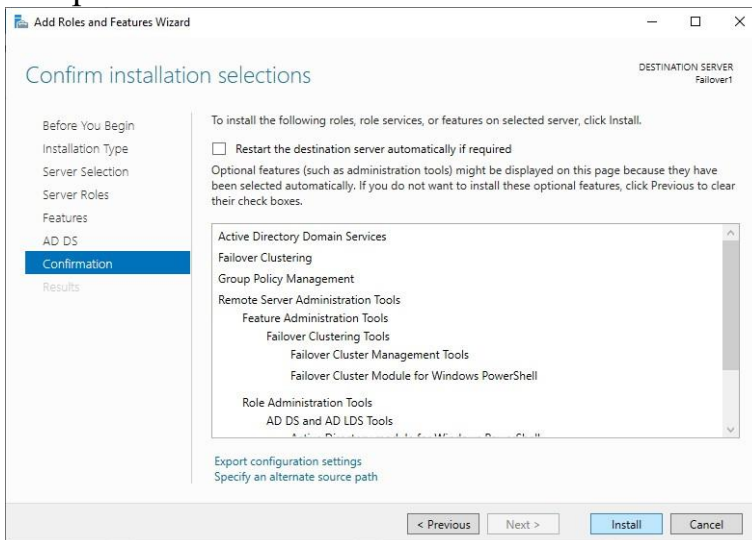 Add Roles and Features Wizard
Confirm installation selections
DESTINATION SERVER
Failover1
Before You Begin
Installation Type
Server Selection
Server Roles
Features
AD DS
Confirmation
Results
To install the following roles, role services, or features on selected server, click Install.
Restart the destination server automatically if required
Optional features (such as administration tools) might be displayed on this page because they have
been selected automatically. If you do not want to install these optional features, click Previous to clear
their check boxes.
Active Directory Domain Services
Failover Clustering
Group Policy Management
Remote Server Administration Tools
Feature Administration Tools
Failover Clustering Tools
Failover Cluster Management Tools
Failover Cluster Module for Windows PowerShell
Role Administration Tools
AD DS and AD LDS Tools
Export configuration settings
Specify an alternate source path
< Previous
Next >
Install
Cancel